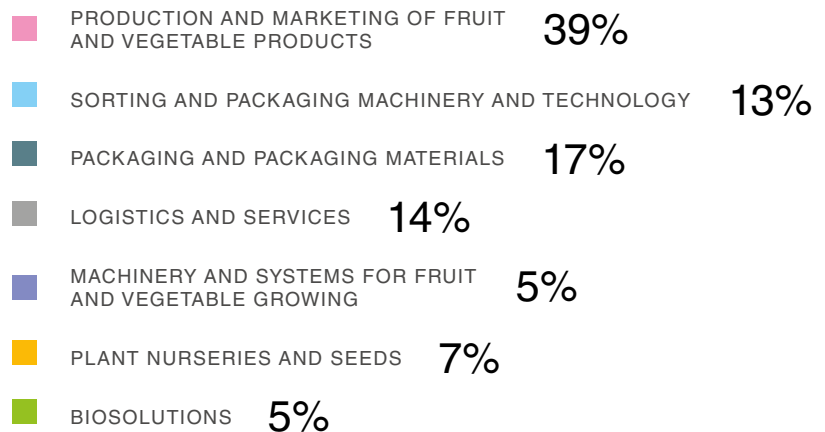 PRODUCTION AND MARKETING OF FRUIT
AND VEGETABLE PRODUCTS 39%
SORTING AND PACKAGING MACHINERY AND TECHNOLOGY 13%
PACKAGING AND PACKAGING MATERIALS 17%
LOGISTICS AND SERVICES 14%
MACHINERY AND SYSTEMS FOR FRUIT
AND VEGETABLE GROWING 5%
PLANT NURSERIES AND SEEDS 7%
BIOSOLUTIONS 5%